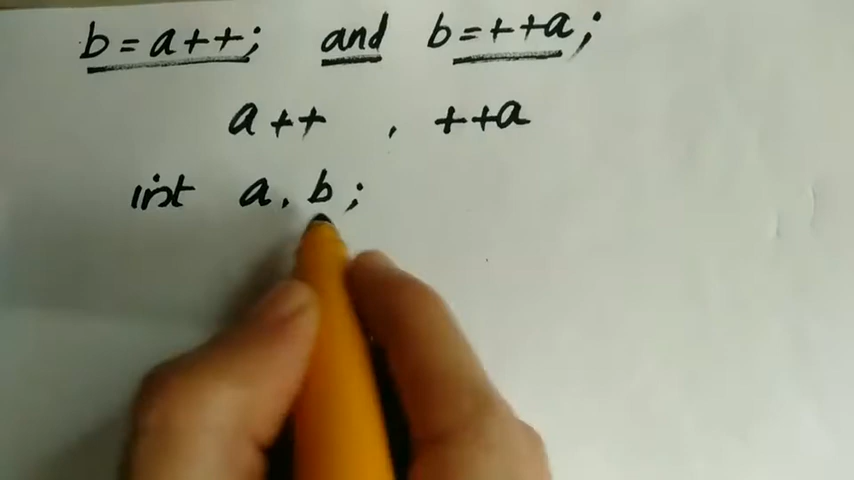 b = a++; and b = ++a;
a++ , ++a
int a, b;